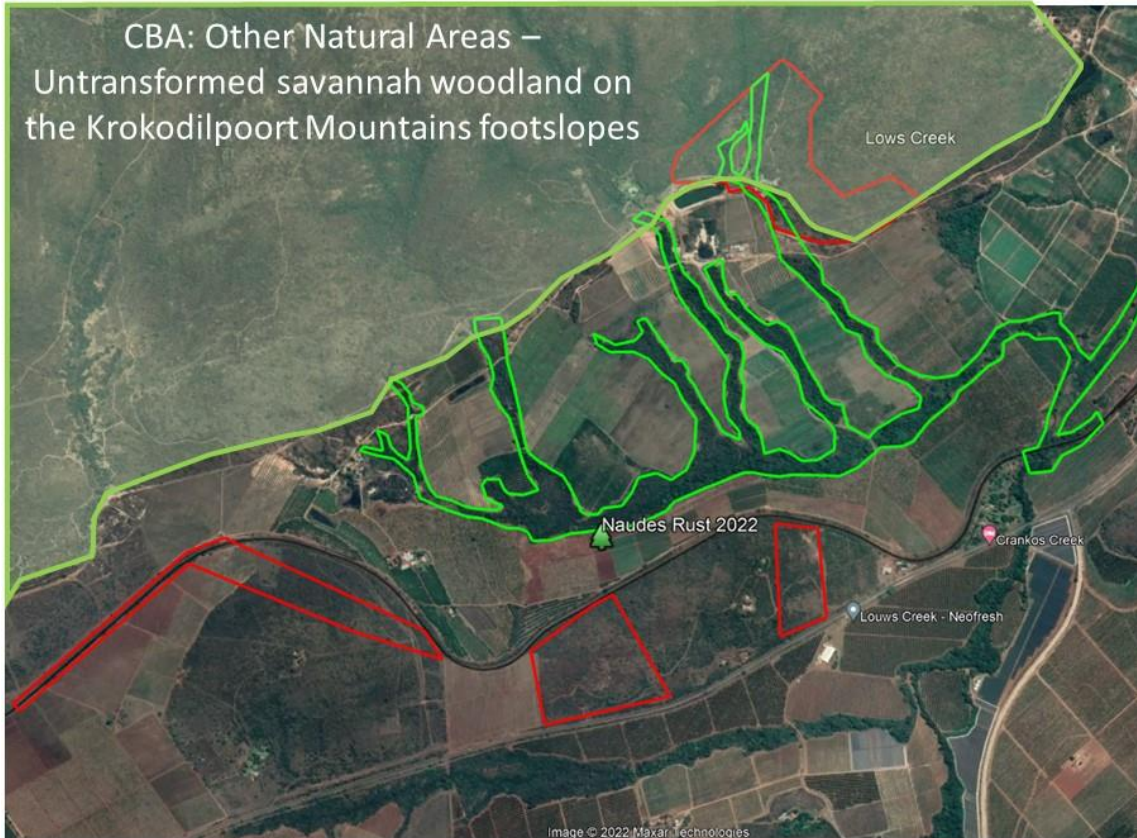 CBA: Other Natural Areas –
Untransformed savannah woodland on
the Krokodilpoort Mountains footslopes
Lows Creek
Naudes Rust 2022
Crankos Creek
Louws Creek - Neofresh
Image © 2022 Maxar Technologies